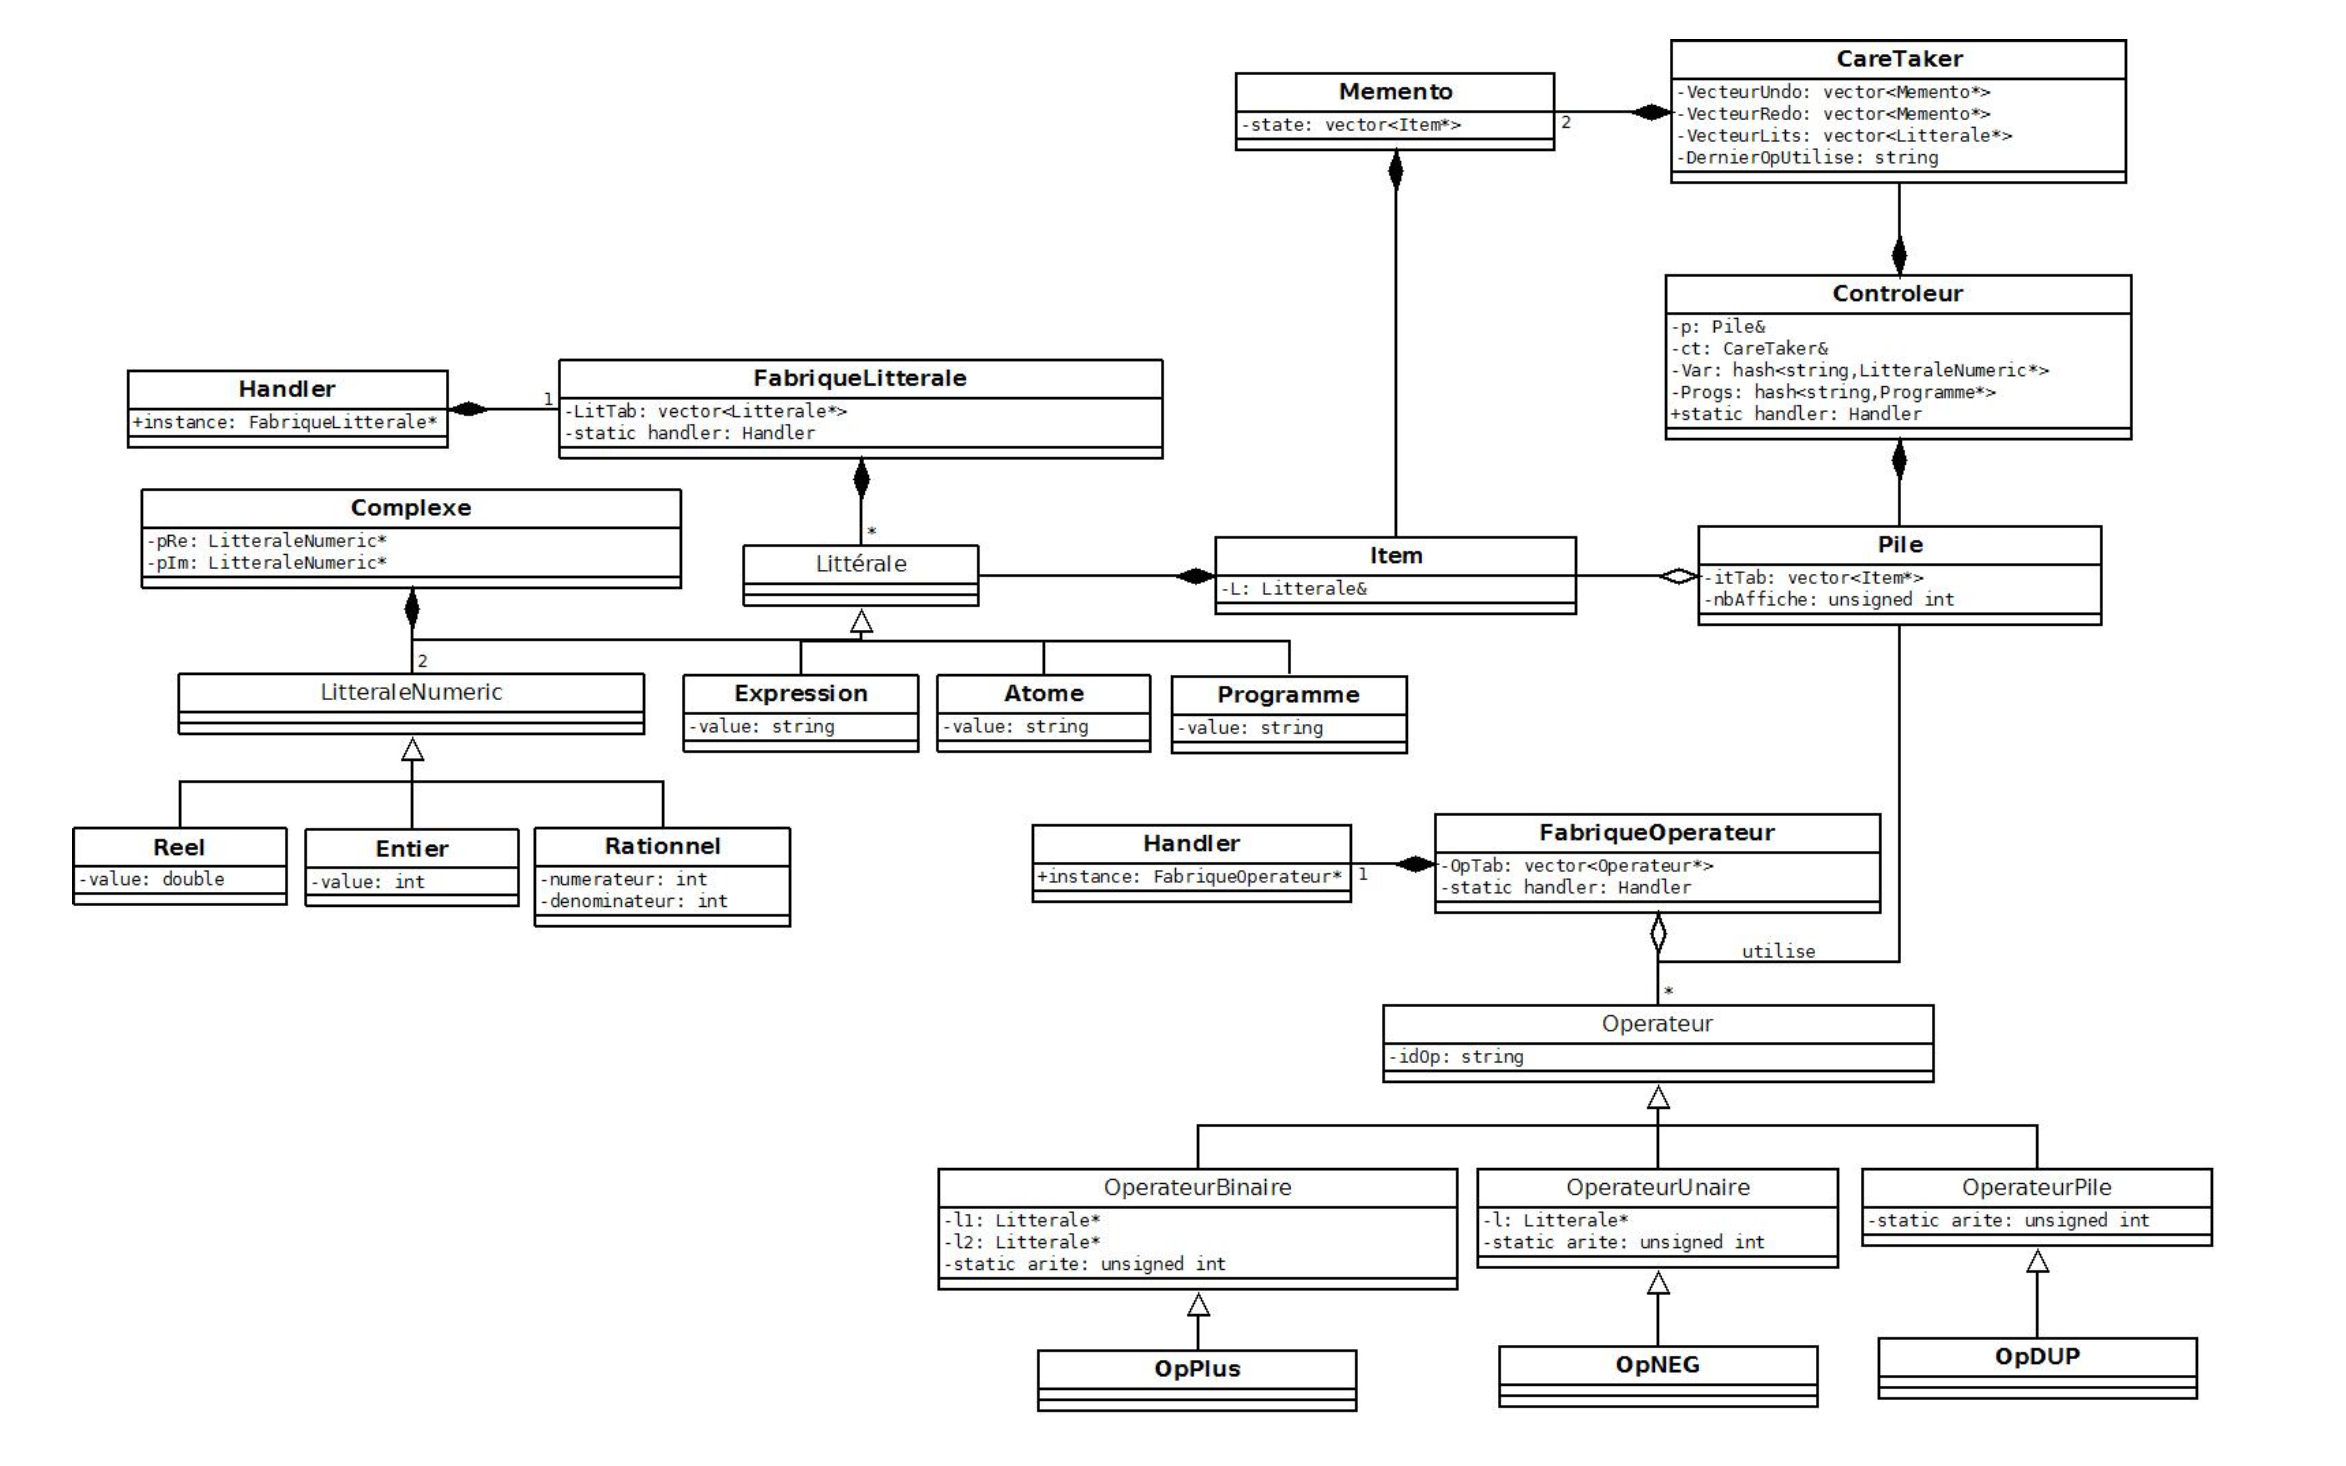 CareTaker
-VecteurUndo: vector<Memento*>
-VecteurRedo: vector<Memento*>
-VecteurLits: vector<Litterale*>
-DernierOpUtilise: string
Memento
-state: vector<Item*>
2
Controleur
-p: Pile&
-ct: CareTaker&
-Var: hash<string,LitteraleNumeric*>
-Progs: hash<string,Programme*>
+static handler: Handler
Handler
+instance: FabriqueLitterale*
1
FabriqueLitterale
-LitTab: vector<Litterale*>
-static handler: Handler
Complexe
-pRe: LitteraleNumeric*
-pIm: LitteraleNumeric*
*
Littérale
Item
-L: Litterale&
Pile
-itTab: vector<Item*>
-nbAffiche: unsigned int
2
LitteraleNumeric
Expression
-value: string
Atome
-value: string
Programme
-value: string
Reel
-value: double
Entier
-value: int
Rationnel
-numerateur: int
-denominateur: int
Handler
+instance: FabriqueOperateur*
1
FabriqueOperateur
-OpTab: vector<Operateur*>
-static handler: Handler
utilise
*
Operateur
-idOp: string
OperateurBinaire
-l1: Litterale*
-l2: Litterale*
-static arite: unsigned int
OperateurUnaire
-l: Litterale*
-static arite: unsigned int
OperateurPile
-static arite: unsigned int
OpPlus
OpNEG
OpDUP